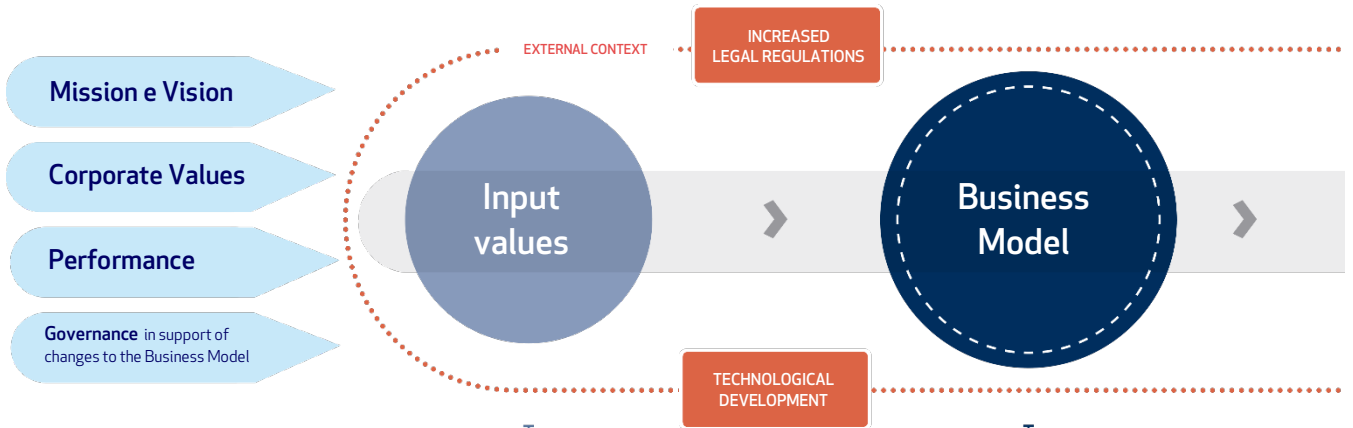 Mission e Vision
Corporate Values
Performance
Governance in support of
changes to the Business Model
EXTERNAL CONTEXT
INCREASED
LEGAL REGULATIONS
Input
values
Business
Model
TECHNOLOGICAL
DEVELOPMENT